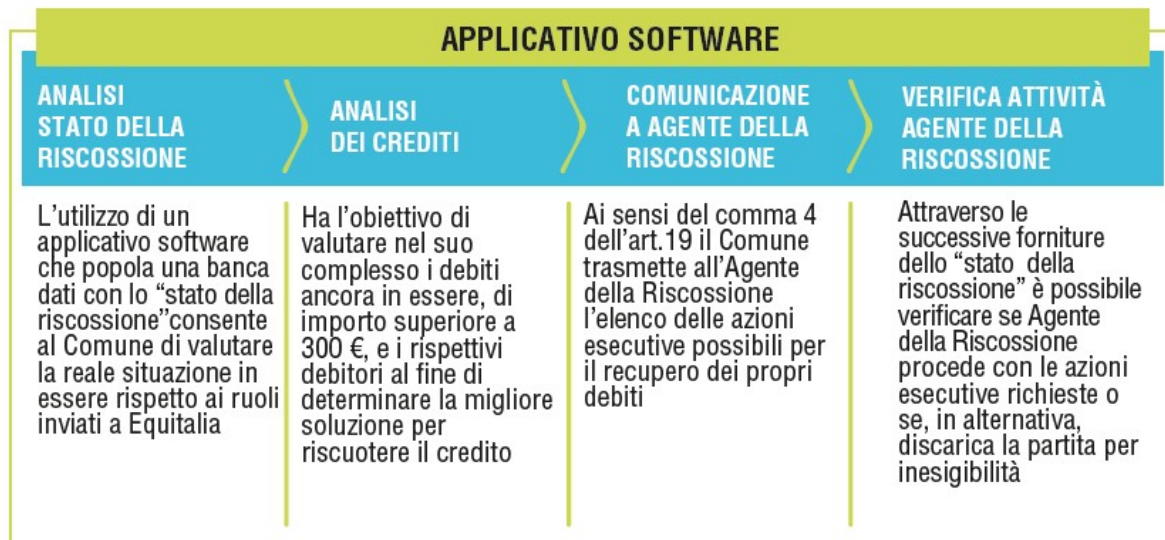 APPLICATIVO SOFTWARE
ANALISI
STATO DELLA
RISCOSSIONE
ANALISI
DEI CREDITI
COMUNICAZIONE
A AGENTE DELLA
RISCOSSIONE
VERIFICA ATTIVITÀ
AGENTE DELLA
RISCOSSIONE
L'utilizzo di un
applicativo software
che popola una banca
dati con lo “stato della
riscossione”consente
al Comune di valutare
la reale situazione in
essere rispetto ai ruoli
inviati a Equitalia
Ha l'obiettivo di
valutare nel suo
complesso i debiti
ancora in essere, di
importo superiore a
300 €, e i rispettivi
debitori al fine di
determinare la migliore
soluzione per
riscuotere il credito
Ai sensi del comma 4
dell'art.19 il Comune
trasmette all'Agente
della Riscossione
l'elenco delle azioni
esecutive possibili per
il recupero dei propri
debiti
Attraverso le
successive forniture
dello “stato della
riscossione” è possibile
verificare se Agente
della Riscossione
procede con le azioni
esecutive richieste o
se, in alternativa,
discarica la partita per
inesigibilità